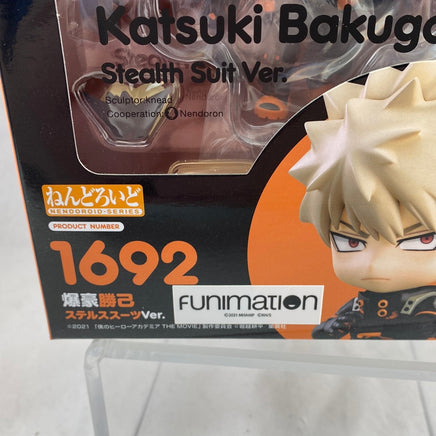 Katsuki Bakugo
Stealth Suit Ver.
Sculptor:knead
Cooperation: Nendoron
ねんどろいど
NENDOROID-SERIES
PRODUCT NUMBER
1692
爆豪勝己
ステルススーツVer.
FUNIMATION
©2021 「僕のヒーローアカデミア THE MOVIE」製作委員会 ©堀越耕平/集英社